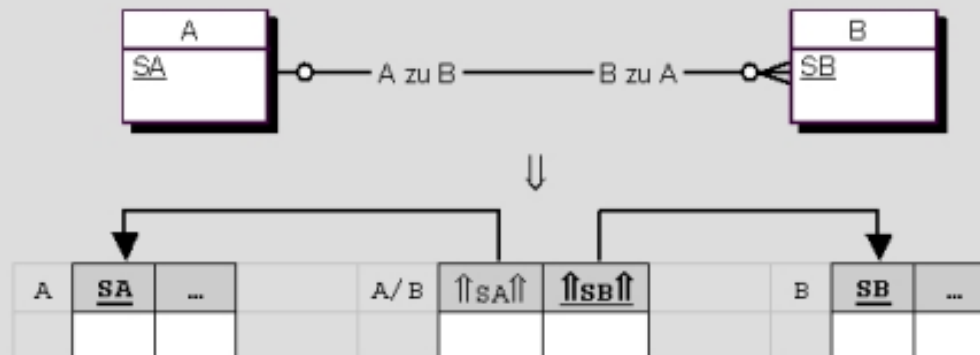 A B
SA A zu B B zu A SB
⇓
A SA ... A/B ⇑SA⇑ ⇑SB⇑ B SB ...